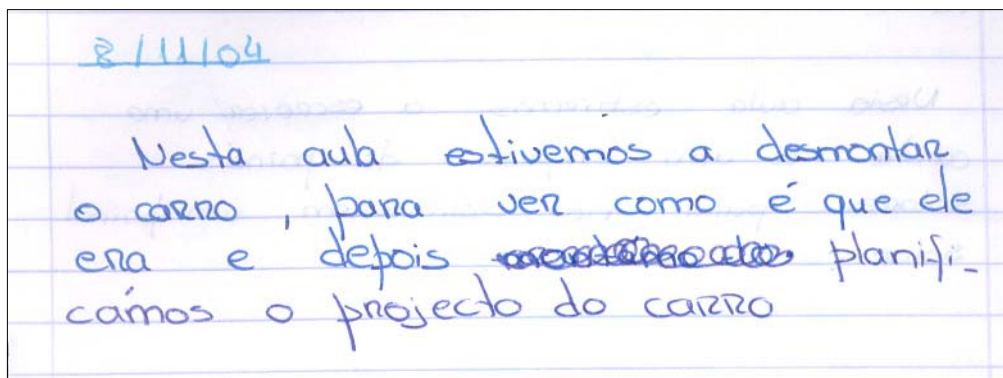 8/11/04
Nesta aula estivemos a desmontar
o carro, para ver como é que ele
era e depois planifi-
cámos o projecto do carro